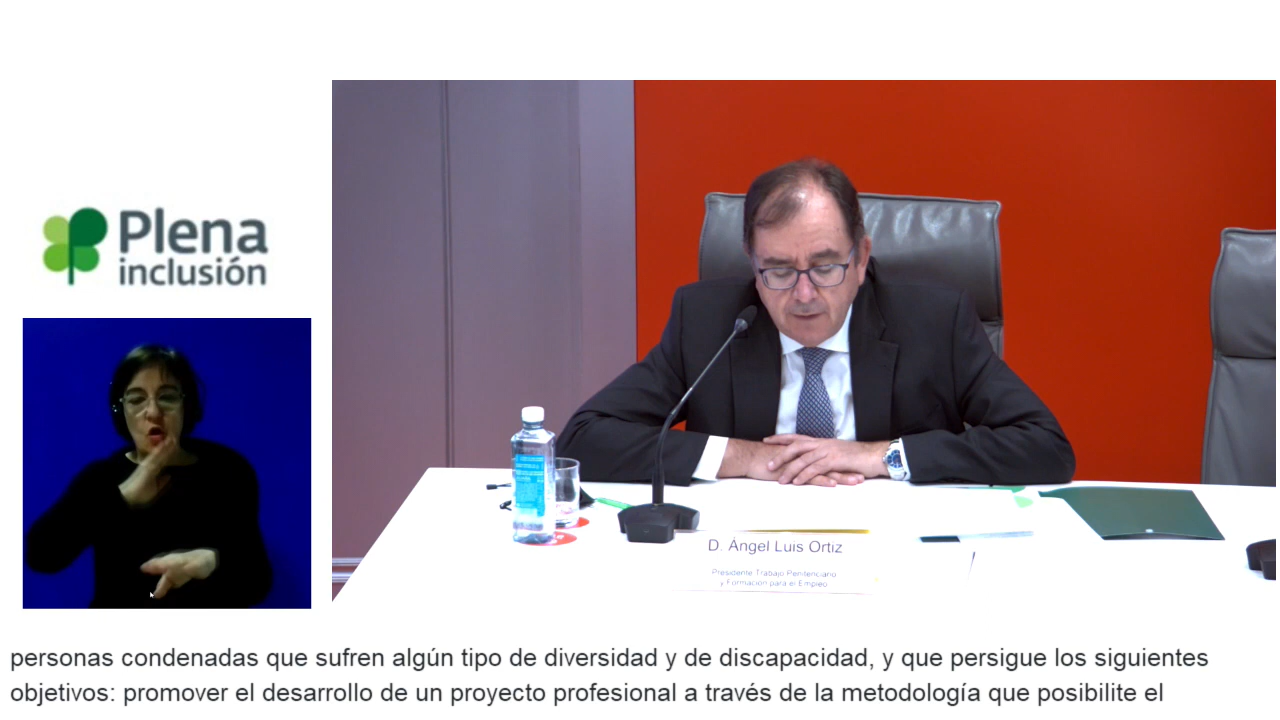 Plena
inclusión
D. Ángel Luis Ortiz
Presidente Trabajo Penitenciario
y Formación para el Empleo
personas condenadas que sufren algún tipo de diversidad y de discapacidad, y que persigue los siguientes
objetivos: promover el desarrollo de un proyecto profesional a través de la metodología que posibilite el